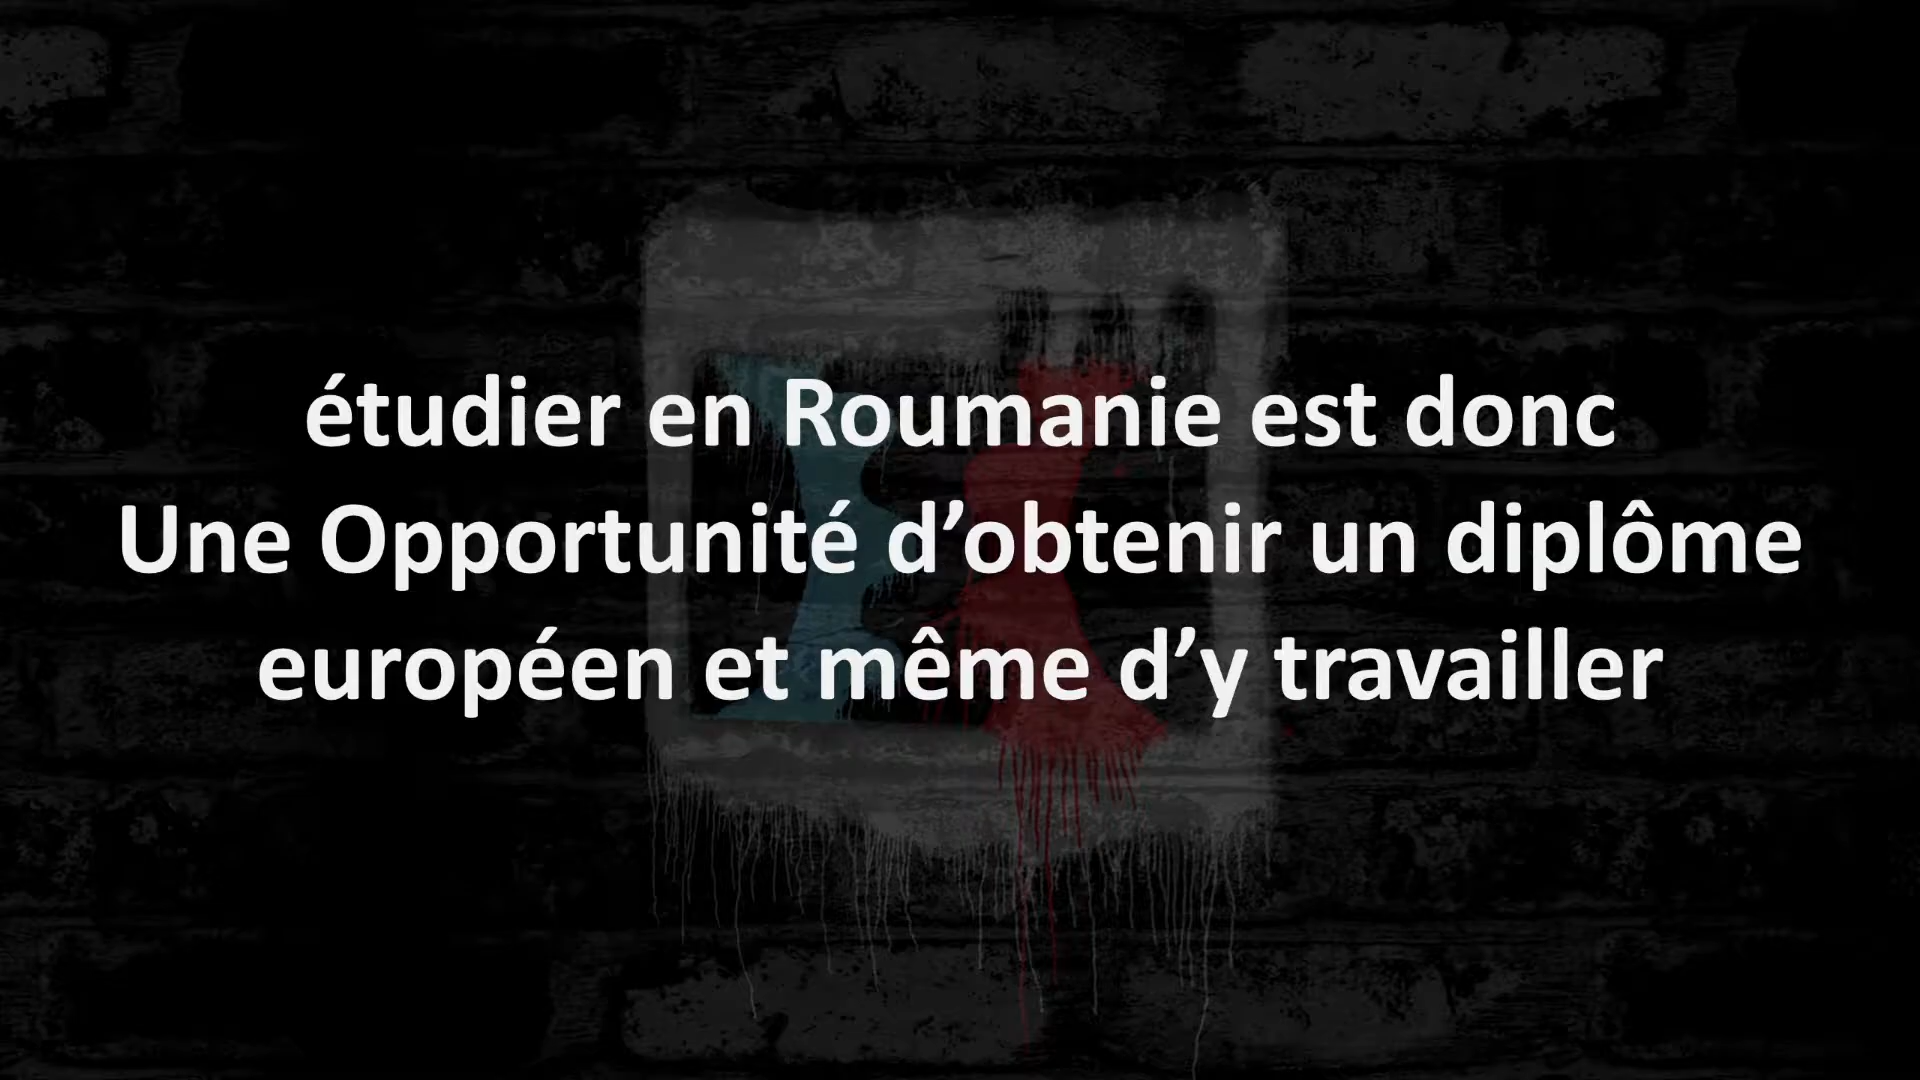 étudier en Roumanie est donc
Une Opportunité d’obtenir un diplôme
européen et même d’y travailler